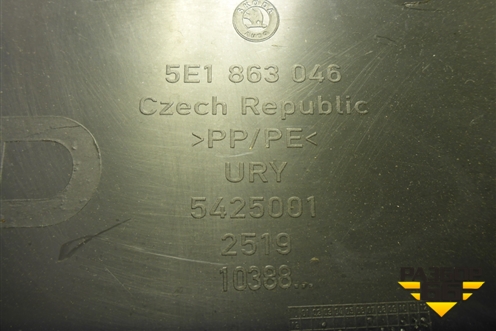 5E1 863 046
Czech Republic
>PP/PE<
URY
5425001
2519
10388...